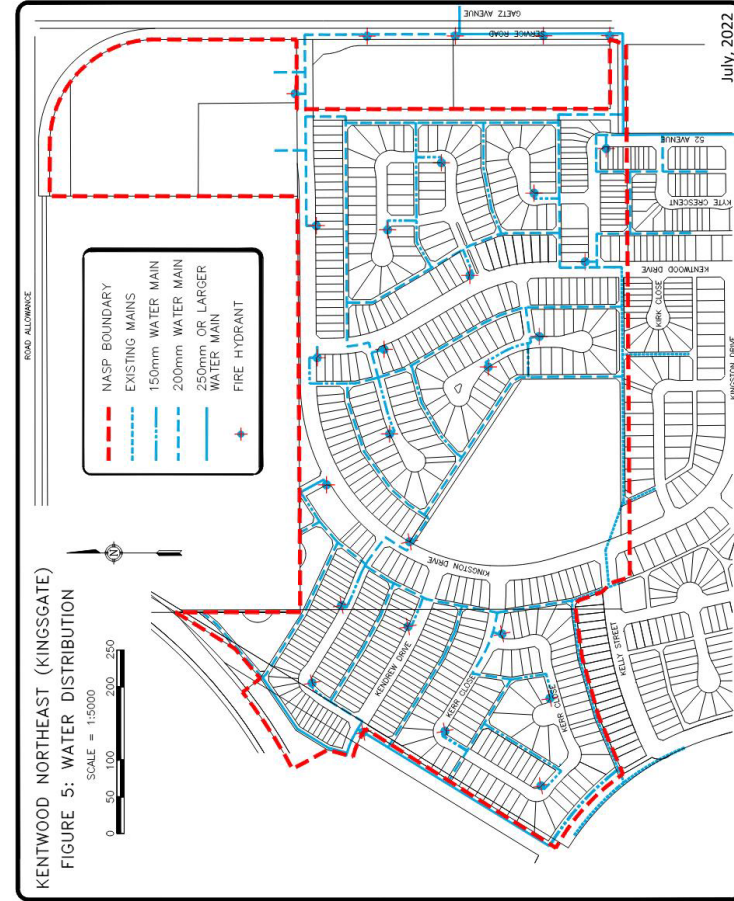 KENTWOOD NORTHEAST (KINGSGATE)
FIGURE 5: WATER DISTRIBUTION
SCALE = 1:5000
0 50 100 200 250
N
ROAD ALLOWANCE
NASP BOUNDARY
EXISTING MAINS
150mm WATER MAIN
200mm WATER MAIN
250mm OR LARGER
WATER MAIN
FIRE HYDRANT
GAETZ AVENUE
SERVICE ROAD
52 AVENUE
KYTE CRESCENT
KENTWOOD DRIVE
KIRK CLOSE
KINGSTON DRIVE
KINGSTON DRIVE
KENDREW DRIVE
KERR CLOSE
KERR CLOSE
KELLY STREET
July, 2022